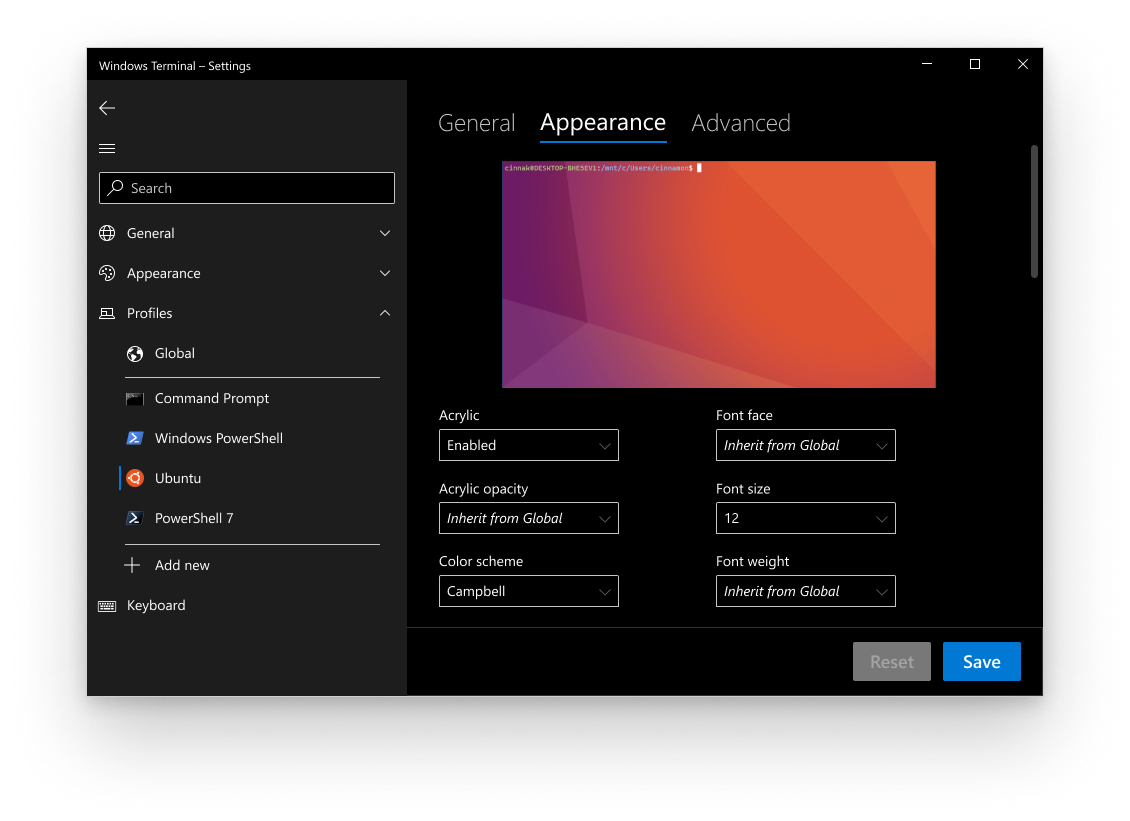 Windows Terminal – Settings
Search
General
Appearance
Profiles
Global
Command Prompt
Windows PowerShell
Ubuntu
PowerShell 7
Add new
Keyboard
General Appearance Advanced
cinnak@DESKTOP-BHE5EV1:/mnt/c/Users/cinnamon$
Acrylic
Enabled
Font face
Inherit from Global
Acrylic opacity
Inherit from Global
Font size
12
Color scheme
Campbell
Font weight
Inherit from Global
Reset Save